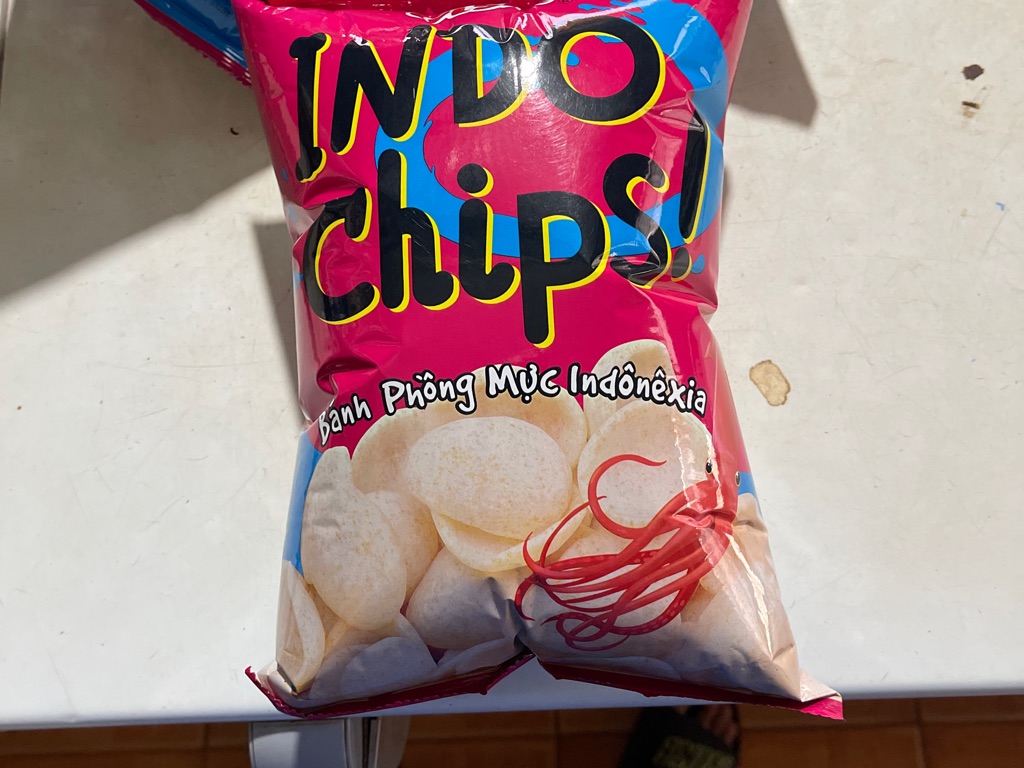 INDO
Chips!
Bánh Phồng Mực Indônêxia